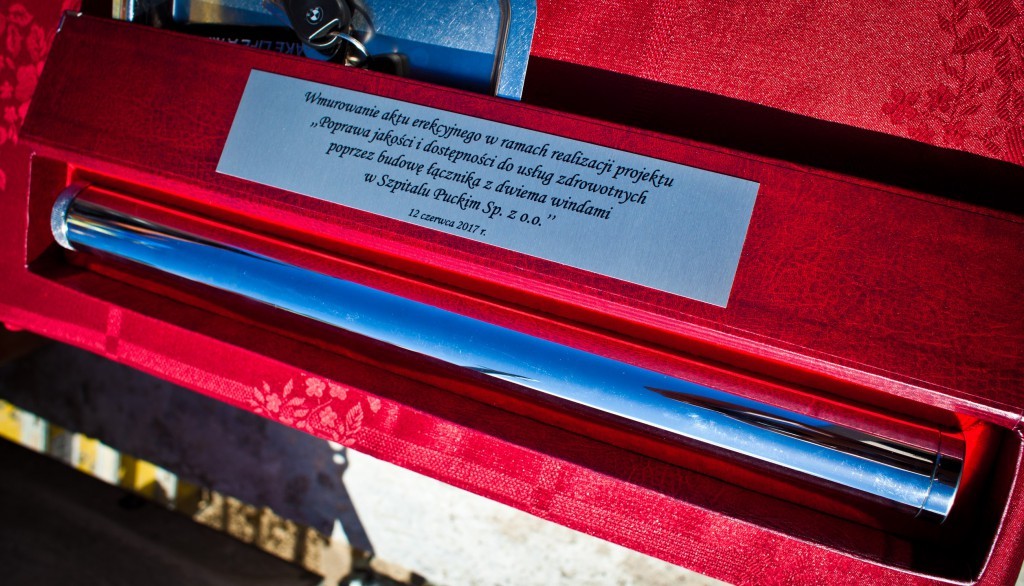 Wmurowanie aktu erekcyjnego w ramach realizacji projektu
,,Poprawa jakości i dostępności do usług zdrowotnych
poprzez budowę łącznika z dwiema windami
w Szpitalu Puckim Sp. z o.o. ”
12 czerwca 2017 r.